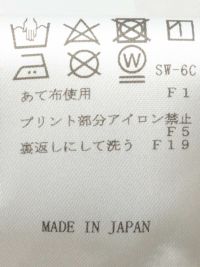 SW-6C
あて布使用 F1
プリント部分アイロン禁止
F5
裏返しにして洗う F19
MADE IN JAPAN